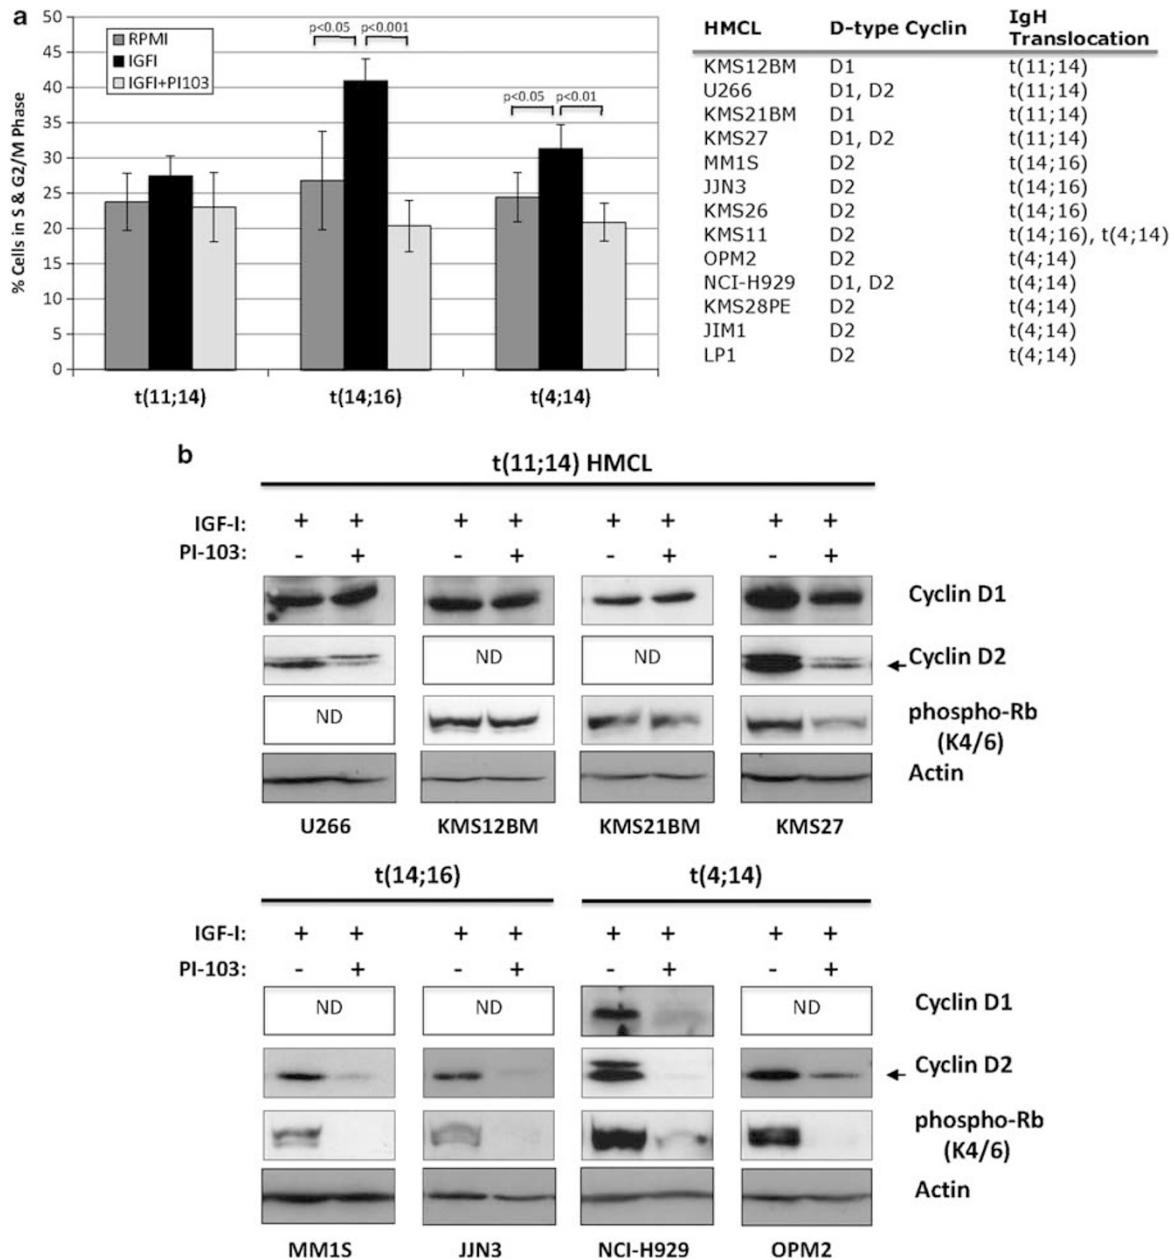 a
50
45
40
35
30
25
20
15
10
5
0
% Cells in S & G2/M Phase
RPMI
IGFI
IGFI+PI103
p<0.05 p<0.001
p<0.05 p<0.01
t(11;14) t(14;16) t(4;14)
HMCL D-type Cyclin IgH Translocation
KMS12BM D1 t(11;14)
U266 D1, D2 t(11;14)
KMS21BM D1 t(11;14)
KMS27 D1, D2 t(11;14)
MM1S D2 t(14;16)
JJN3 D2 t(14;16)
KMS26 D2 t(14;16)
KMS11 D2 t(14;16), t(4;14)
OPM2 D2 t(4;14)
NCI-H929 D1, D2 t(4;14)
KMS28PE D2 t(4;14)
JIM1 D2 t(4;14)
LP1 D2 t(4;14)
b
t(11;14) HMCL
IGF-I: + + + + + + + +
PI-103: - + - + - + - +
Cyclin D1
ND ND Cyclin D2
ND phospho-Rb
(K4/6)
Actin
U266 KMS12BM KMS21BM KMS27
t(14;16) t(4;14)
IGF-I: + + + + + + + +
PI-103: - + - + - + - +
ND ND ND Cyclin D1
Cyclin D2
phospho-Rb
(K4/6)
Actin
MM1S JJN3 NCI-H929 OPM2